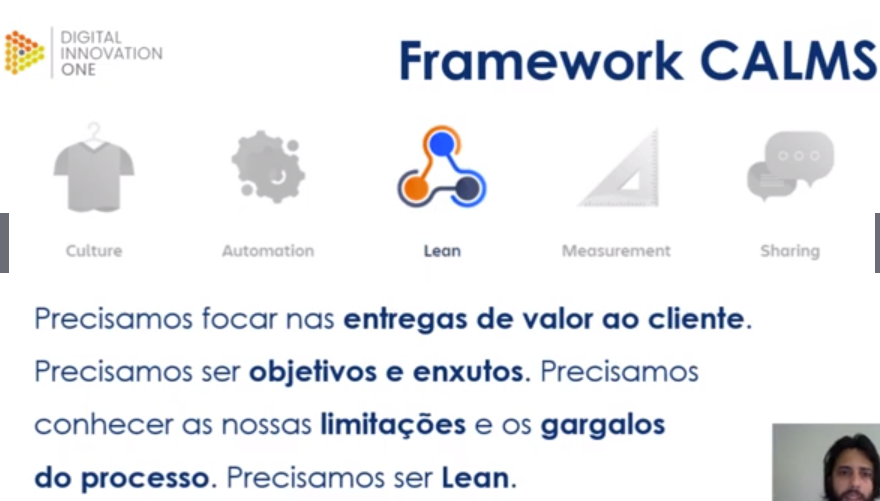 DIGITAL
INNOVATION
ONE
Framework CALMS
Culture
Automation
Lean
Measurement
Sharing
Precisamos focar nas entregas de valor ao cliente.
Precisamos ser objetivos e enxutos. Precisamos
conhecer as nossas limitações e os gargalos
do processo. Precisamos ser Lean.